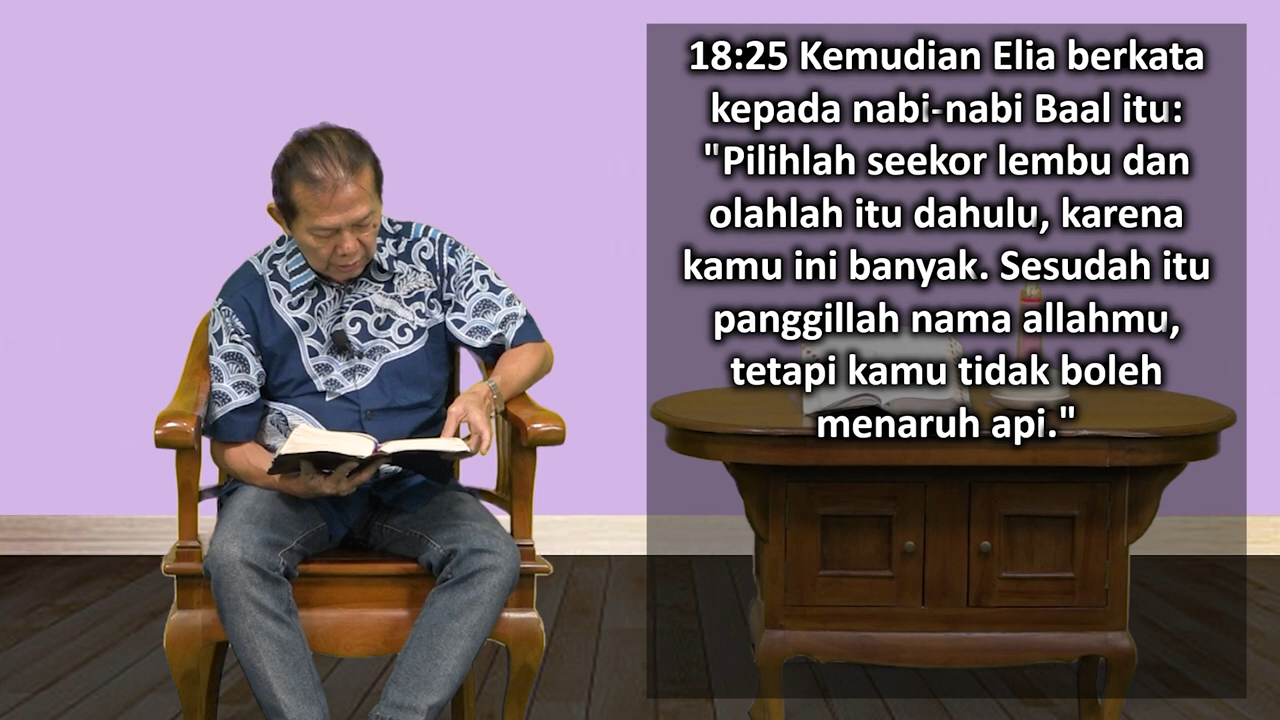 18:25 Kemudian Elia berkata
kepada nabi-nabi Baal itu:
"Pilihlah seekor lembu dan
olahlah itu dahulu, karena
kamu ini banyak. Sesudah itu
panggillah nama allahmu,
tetapi kamu tidak boleh
menaruh api."